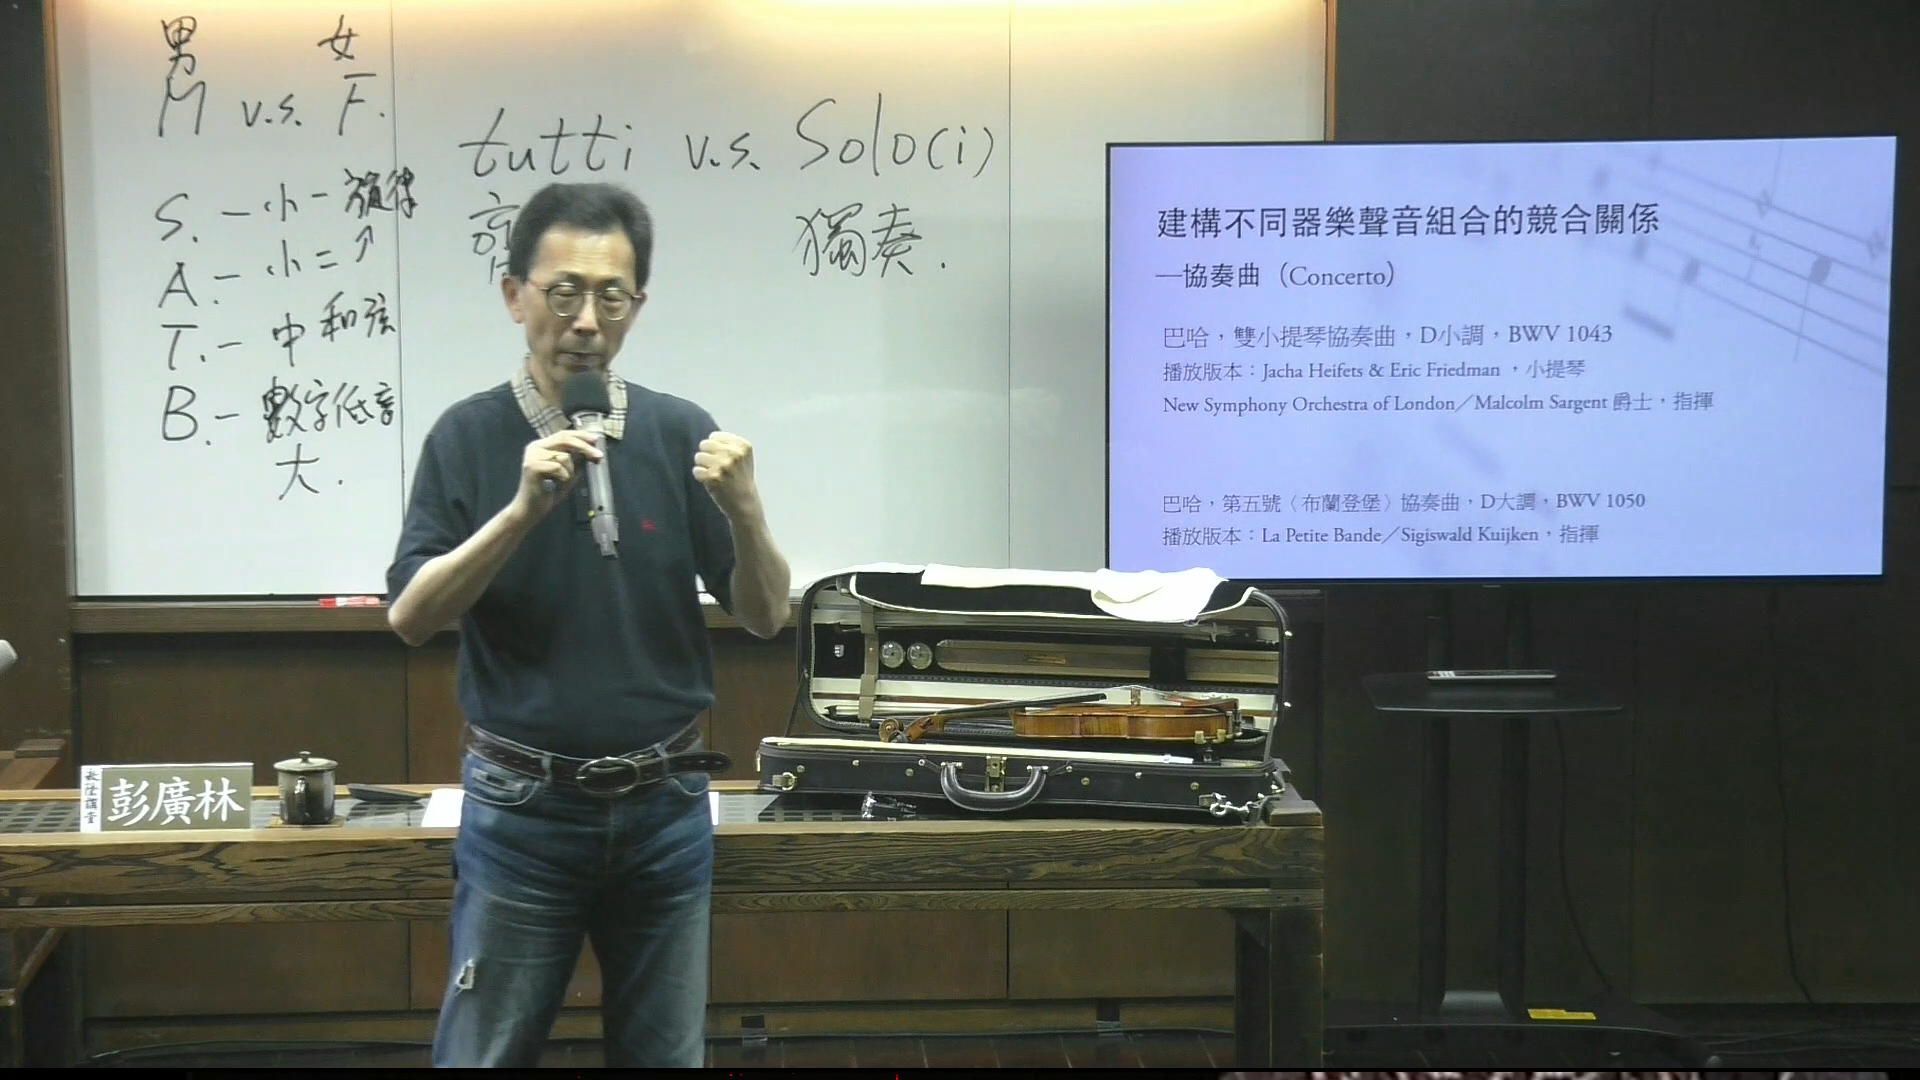 男 女
M v.s. F.
S. – 小一 旋律
A. – 小二
T. – 中 和弦
B. – 數字低音
大.
tutti v.s. Solo(i)
獨奏.
建構不同器樂聲音組合的競合關係
—協奏曲（Concerto）
巴哈，雙小提琴協奏曲，D小調，BWV 1043
播放版本：Jacha Heifets & Eric Friedman ，小提琴
New Symphony Orchestra of London／Malcolm Sargent 爵士，指揮
巴哈，第五號〈布蘭登堡〉協奏曲，D大調，BWV 1050
播放版本：La Petite Bande／Sigiswald Kuijken，指揮
敏隆講堂
彭廣林